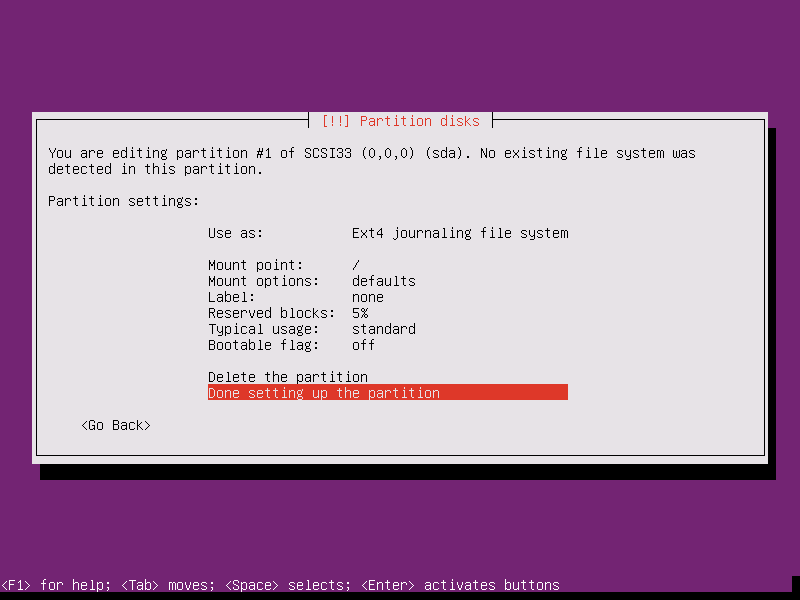 [!!] Partition disks
You are editing partition #1 of SCSI33 (0,0,0) (sda). No existing file system was
detected in this partition.
Partition settings:
Use as: Ext4 journaling file system
Mount point: /
Mount options: defaults
Label: none
Reserved blocks: 5%
Typical usage: standard
Bootable flag: off
Delete the partition
Done setting up the partition
<Go Back>
<F1> for help; <Tab> moves; <Space> selects; <Enter> activates buttons